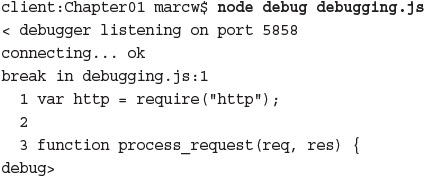 client:Chapter01 marcw$ node debug debugging.js
< debugger listening on port 5858
connecting... ok
break in debugging.js:1
  1 var http = require("http");
  2
  3 function process_request(req, res) {
debug>